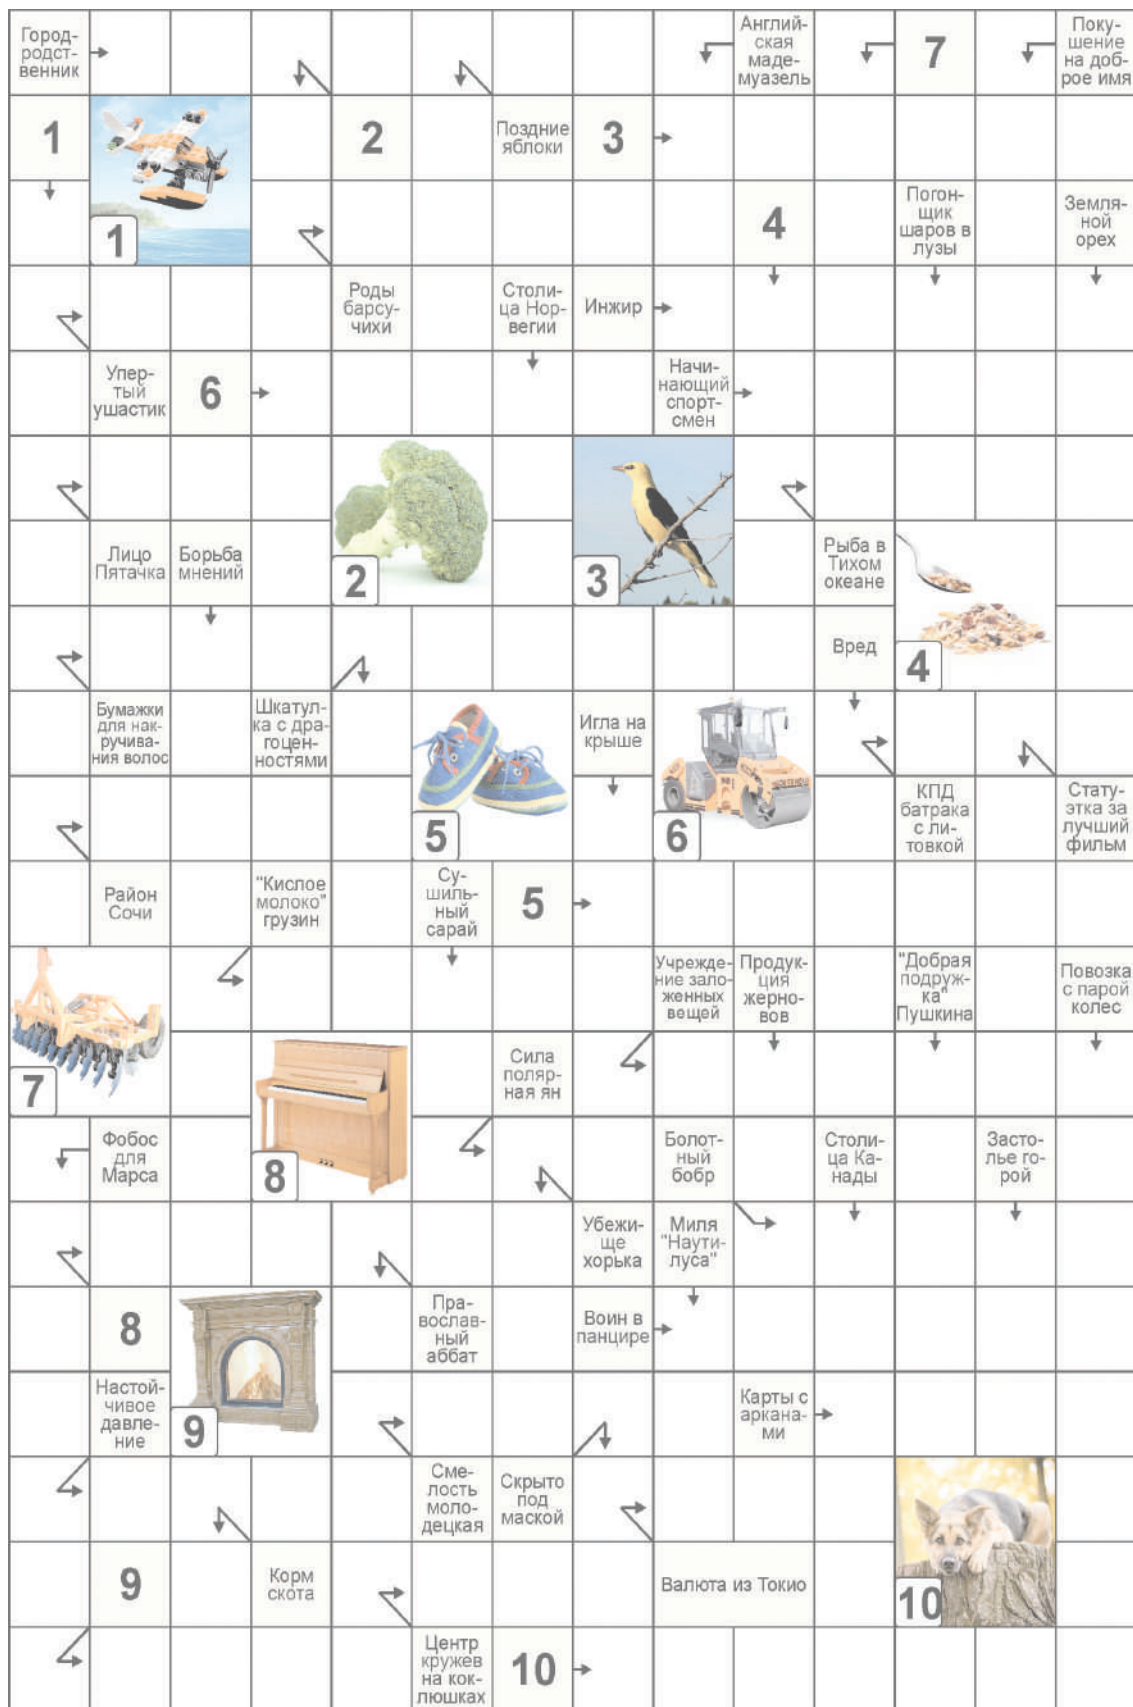 Город-
родст-
венник
Англий-
ская
маде-
муазель
7
Поку-
шение
на доб-
рое имя
1
2
Поздние
яблоки
3
1
4
Погон-
щик
шаров в
лузы
Земля-
ной
орех
Роды
барсу-
чихи
Столи-
ца Нор-
вегии
Инжир
Упер-
тый
ушастик
6
Начи-
нающий
спорт-
смен
Лицо
Пятачка
Борьба
мнений
2
3
Рыба в
Тихом
океане
Вред
4
Бумажки
для нак-
ручива-
ния волос
Шкатул-
ка с дра-
гоцен-
ностями
5
Игла на
крыше
6
КПД
батрака
с ли-
товкой
Стату-
этка за
лучший
фильм
Район
Сочи
"Кислое
молоко"
грузин
Су-
шиль-
ный
сарай
5
Учрежде-
ние зало-
женных
вещей
Продук-
ция
жерно-
вов
"Добрая
подруж-
ка"
Пушкина
Повозка
с парой
колес
7
Сила
поляр-
ная ян
Фобос
для
Марса
8
Болот-
ный
бобр
Столи-
ца Ка-
нады
Засто-
лье го-
рой
Убежи-
ще
хорька
Миля
"Наути-
луса"
8
Пра-
вослав-
ный
аббат
Воин в
панцире
Настой-
чивое
давле-
ние
9
Карты с
аркана-
ми
Сме-
лость
моло-
децкая
Скрыто
под
маской
9
Корм
скота
Валюта из Токио
10
Центр
кружев
на кок-
люшках
10